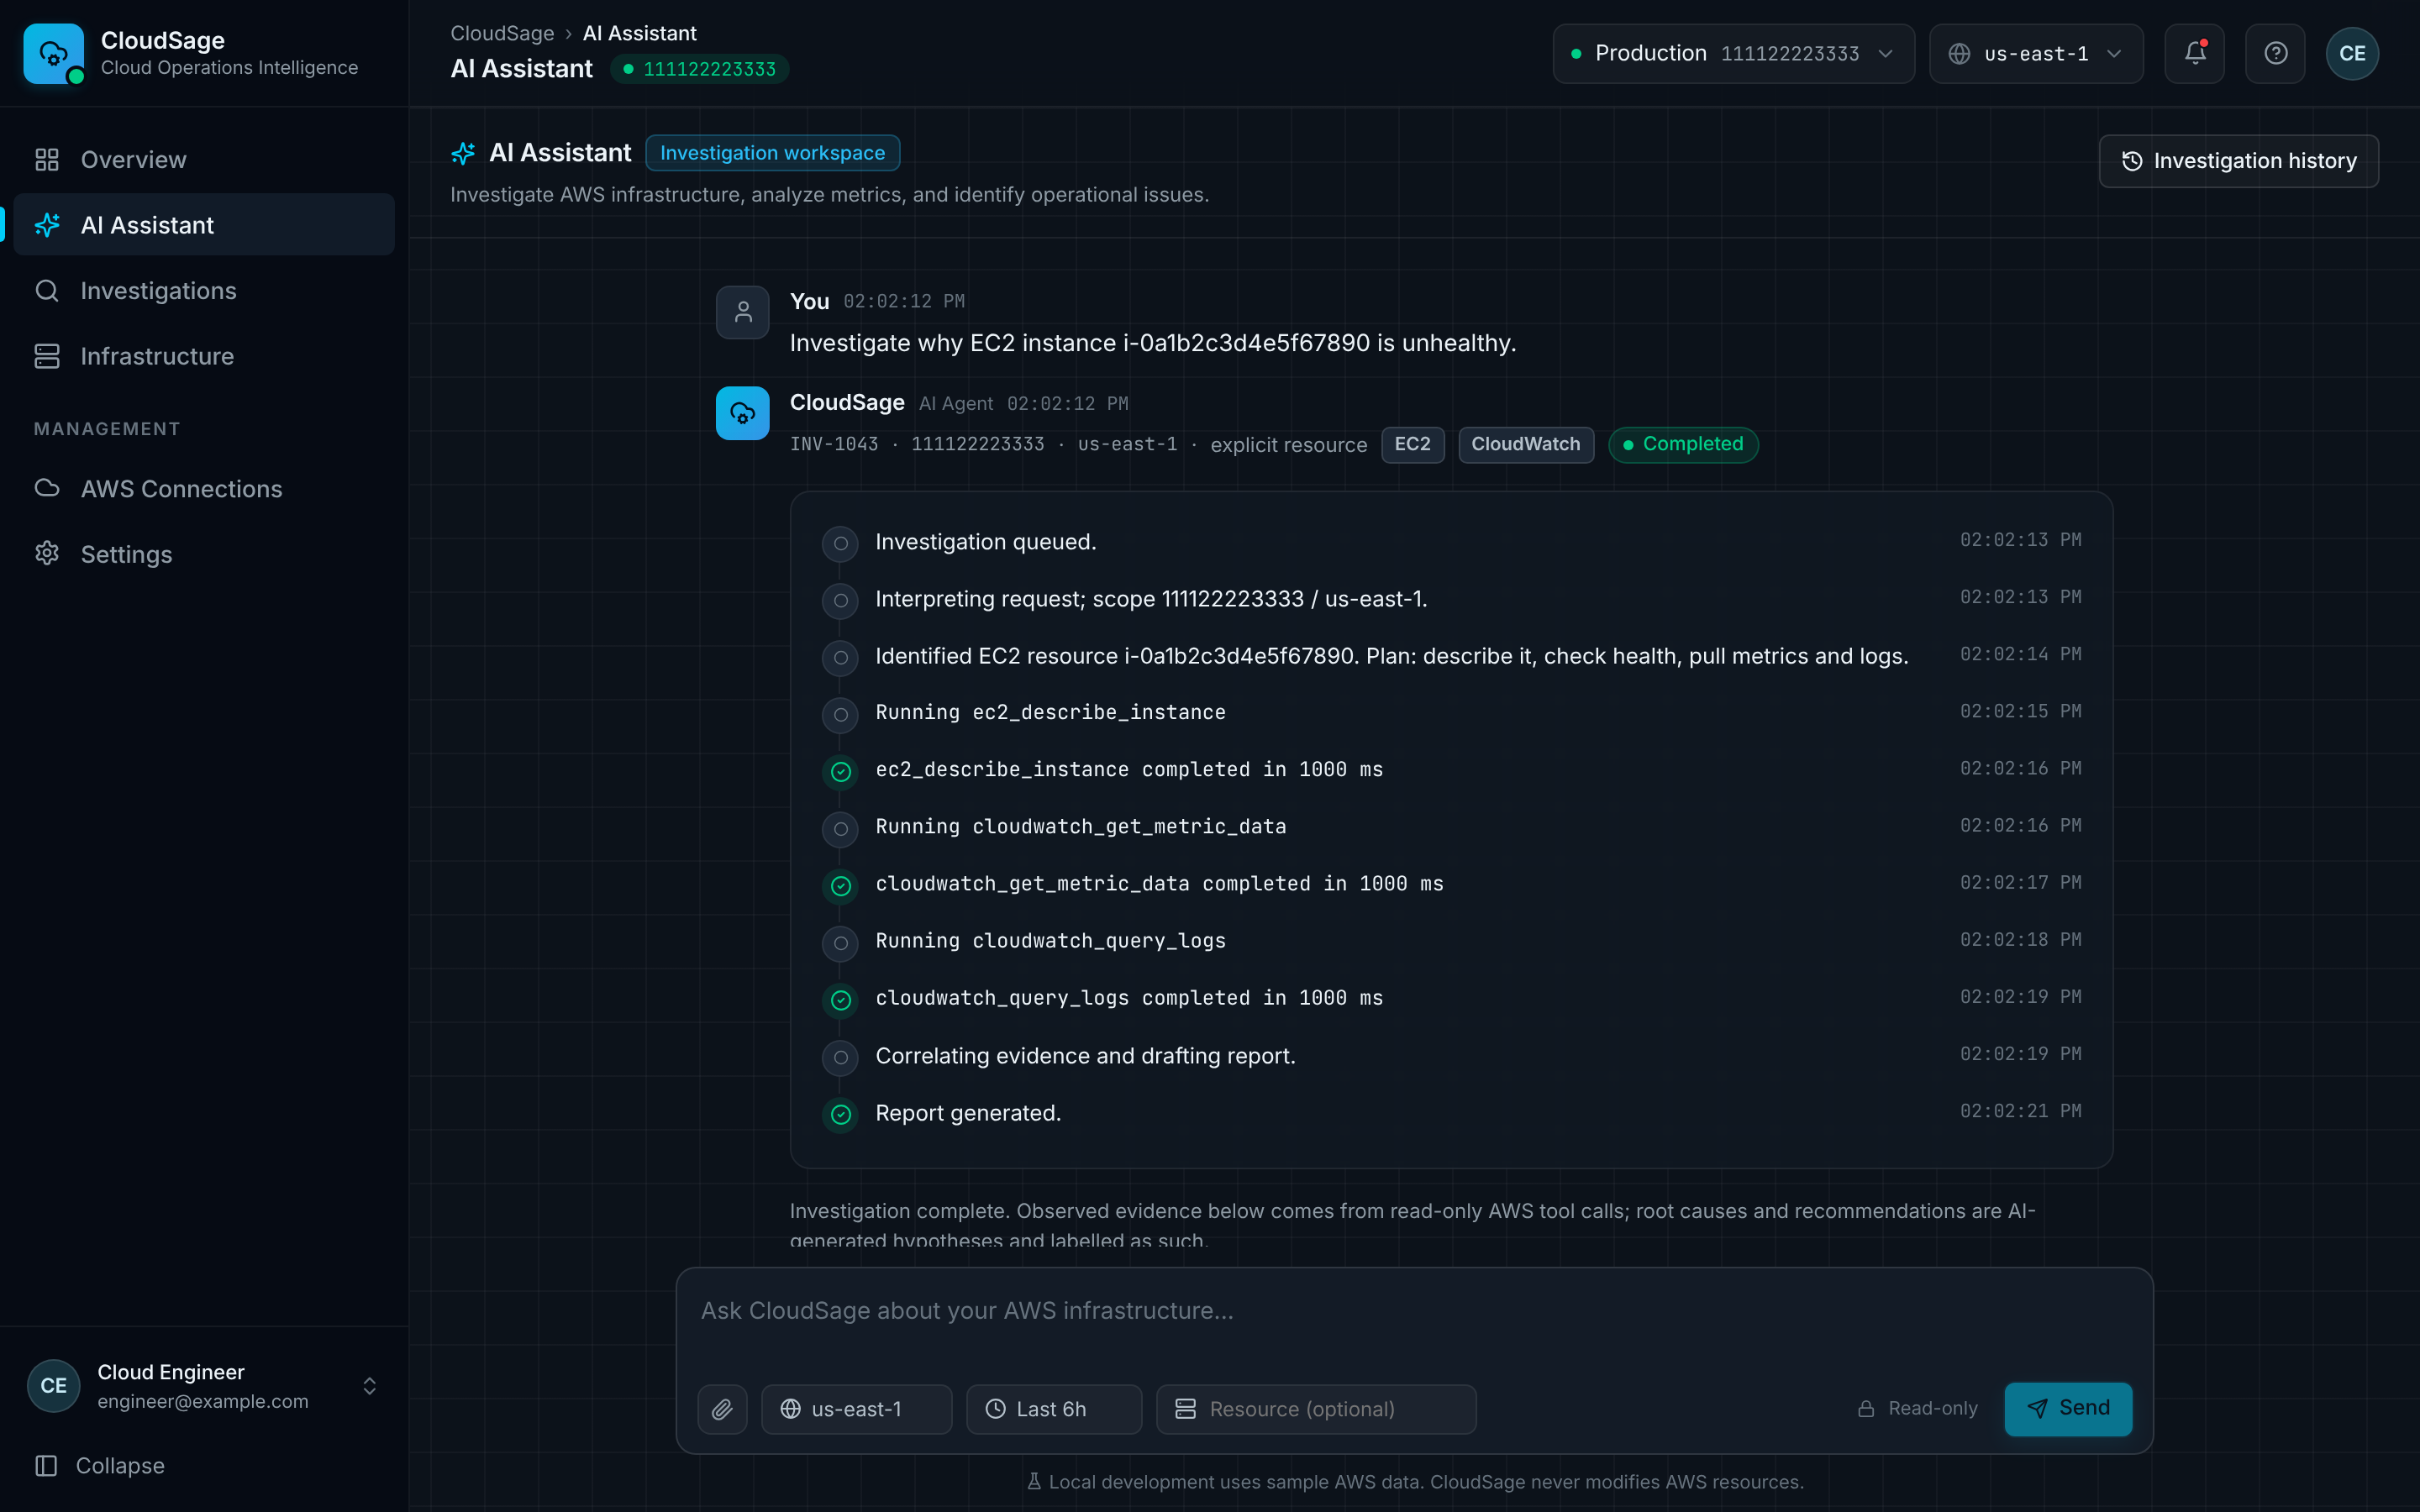 CloudSage
Cloud Operations Intelligence
Overview
AI Assistant
Investigations
Infrastructure
MANAGEMENT
AWS Connections
Settings
CE
Cloud Engineer
engineer@example.com
Collapse
CloudSage › AI Assistant
AI Assistant 111122223333
Production 111122223333
us-east-1
CE
AI Assistant Investigation workspace
Investigate AWS infrastructure, analyze metrics, and identify operational issues.
Investigation history
You 02:02:12 PM
Investigate why EC2 instance i-0a1b2c3d4e5f67890 is unhealthy.
CloudSage AI Agent 02:02:12 PM
INV-1043 · 111122223333 · us-east-1 · explicit resource EC2 CloudWatch Completed
Investigation queued. 02:02:13 PM
Interpreting request; scope 111122223333 / us-east-1. 02:02:13 PM
Identified EC2 resource i-0a1b2c3d4e5f67890. Plan: describe it, check health, pull metrics and logs. 02:02:14 PM
Running ec2_describe_instance 02:02:15 PM
ec2_describe_instance completed in 1000 ms 02:02:16 PM
Running cloudwatch_get_metric_data 02:02:16 PM
cloudwatch_get_metric_data completed in 1000 ms 02:02:17 PM
Running cloudwatch_query_logs 02:02:18 PM
cloudwatch_query_logs completed in 1000 ms 02:02:19 PM
Correlating evidence and drafting report. 02:02:19 PM
Report generated. 02:02:21 PM
Investigation complete. Observed evidence below comes from read-only AWS tool calls; root causes and recommendations are AI-
generated hypotheses and labelled as such.
Ask CloudSage about your AWS infrastructure...
us-east-1
Last 6h
Resource (optional)
Read-only
Send
Local development uses sample AWS data. CloudSage never modifies AWS resources.